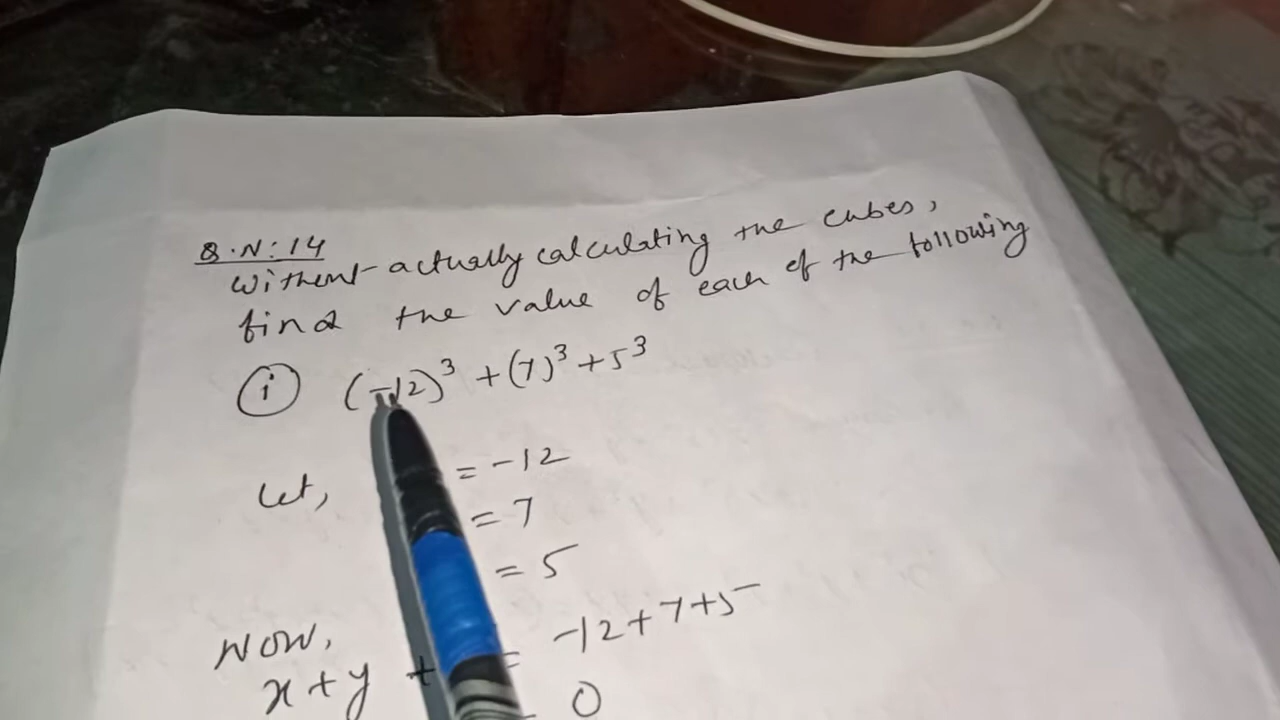 Q.N:14
Without actually calculating the cubes,
find the value of each of the following
(i) (-12)³ + (7)³ + 5³
Let, = -12
= 7
= 5
Now,
x + y + = -12 + 7 + 5
= 0